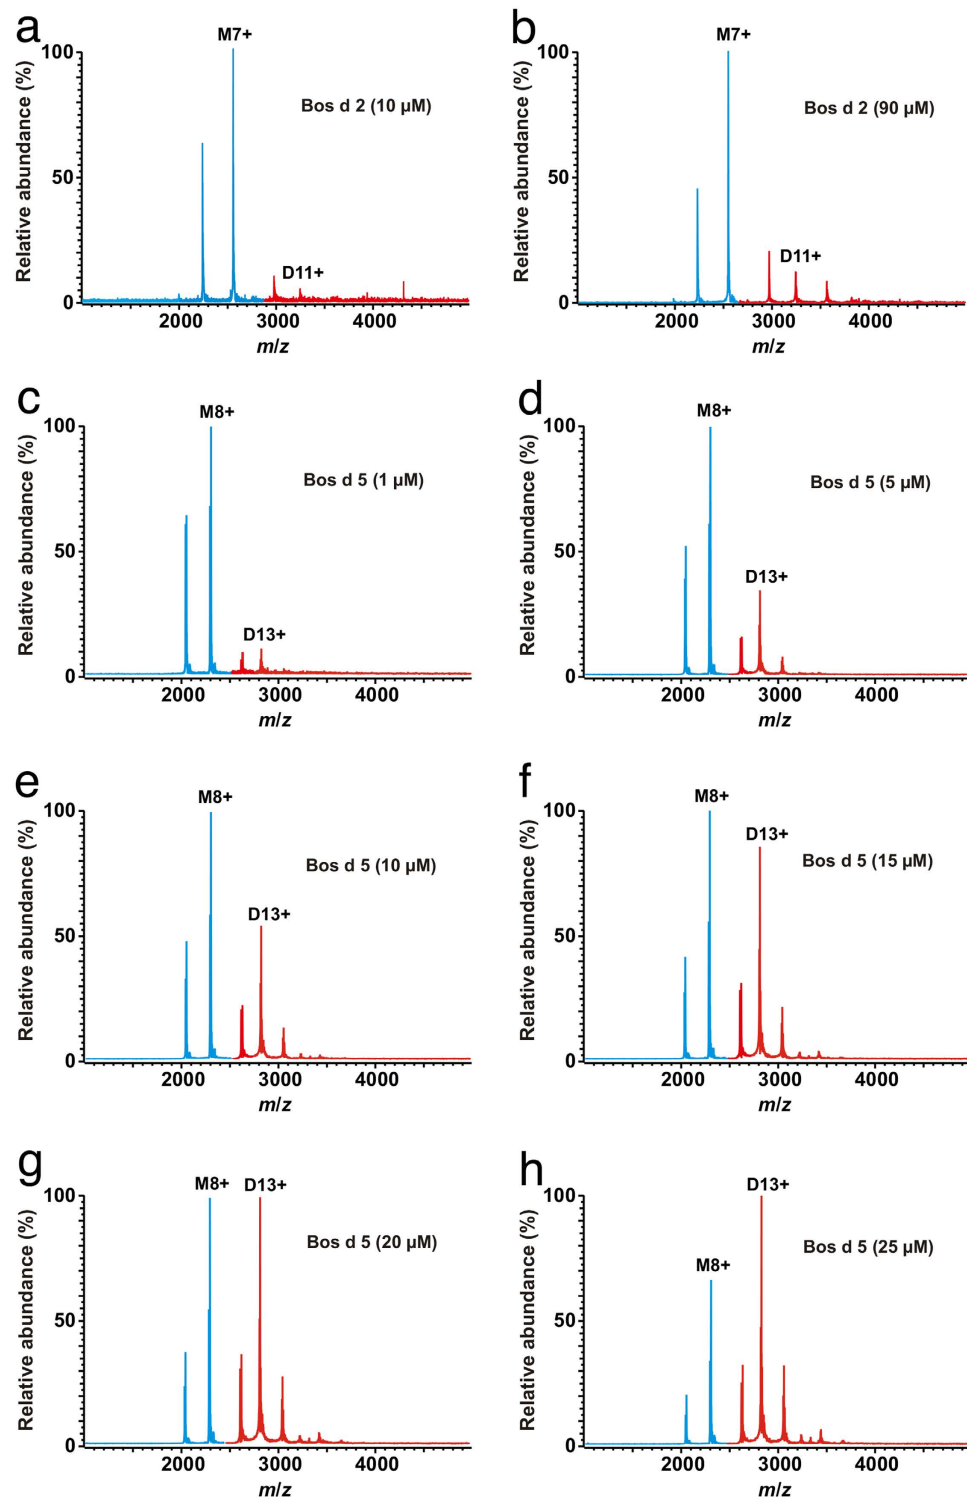 a
M7+
Bos d 2 (10 µM)
D11+
Relative abundance (%)
100
50
0
2000 3000 4000
m/z
b
M7+
Bos d 2 (90 µM)
D11+
Relative abundance (%)
100
50
0
2000 3000 4000
m/z
c
M8+
Bos d 5 (1 µM)
D13+
Relative abundance (%)
100
50
0
2000 3000 4000
m/z
d
M8+
Bos d 5 (5 µM)
D13+
Relative abundance (%)
100
50
0
2000 3000 4000
m/z
e
M8+
Bos d 5 (10 µM)
D13+
Relative abundance (%)
100
50
0
2000 3000 4000
m/z
f
M8+
D13+
Bos d 5 (15 µM)
Relative abundance (%)
100
50
0
2000 3000 4000
m/z
g
M8+ D13+
Bos d 5 (20 µM)
Relative abundance (%)
100
50
0
2000 3000 4000
m/z
h
D13+
Bos d 5 (25 µM)
M8+
Relative abundance (%)
100
50
0
2000 3000 4000
m/z